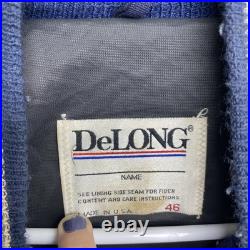 DeLONG
NAME
SEE LINING SIDE SEAM FOR FIBER
CONTENT AND CARE INSTRUCTIONS
MADE IN U.S.A. 46